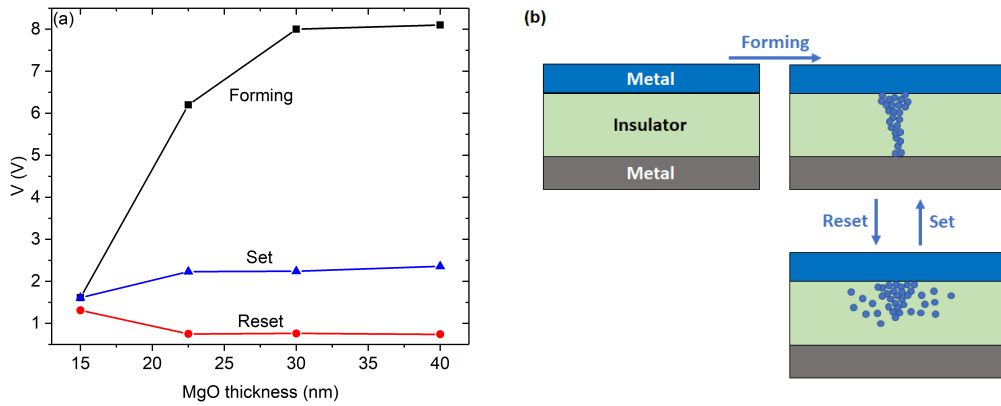 (a)
8
7
6
5
4
3
2
1
V (V)
Forming
Set
Reset
15
20
25
30
35
40
MgO thickness (nm)
(b)
Forming
Metal
Insulator
Metal
Reset
Set